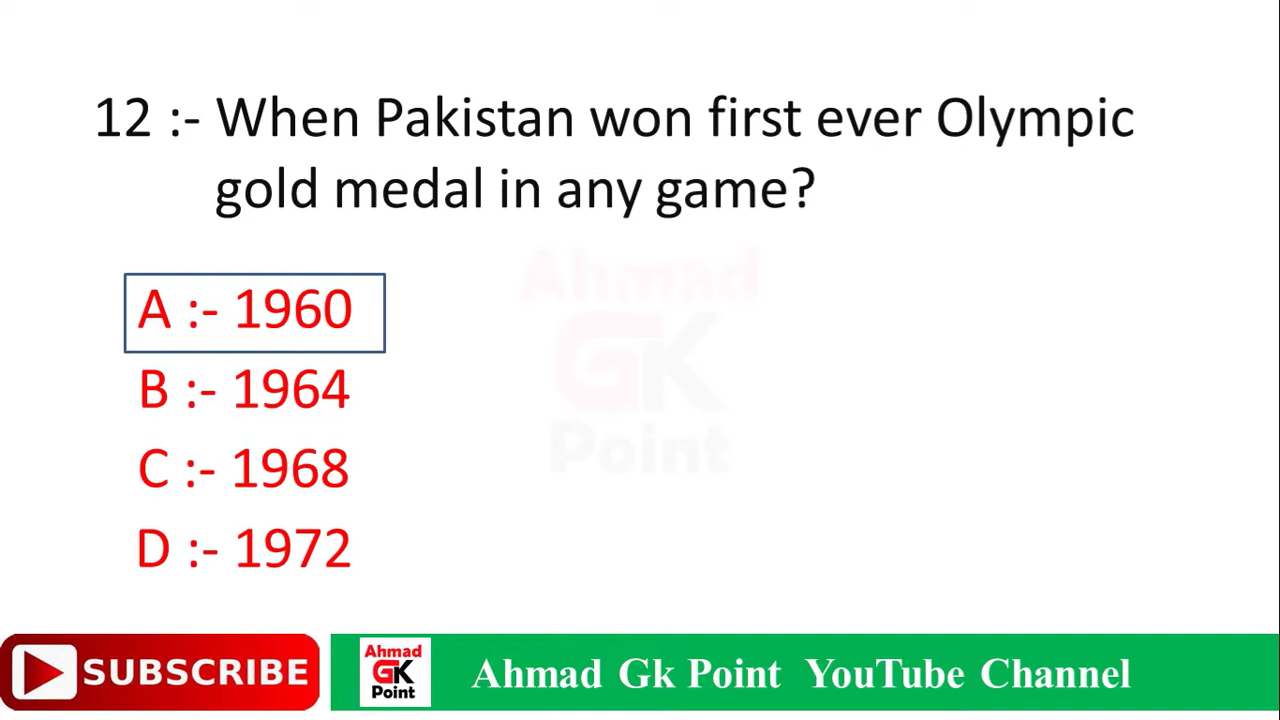 12 :- When Pakistan won first ever Olympic
gold medal in any game?
Ahmad
GK
Point
A :- 1960
B :- 1964
C :- 1968
D :- 1972
SUBSCRIBE
Ahmad
GK
Point
Ahmad Gk Point YouTube Channel